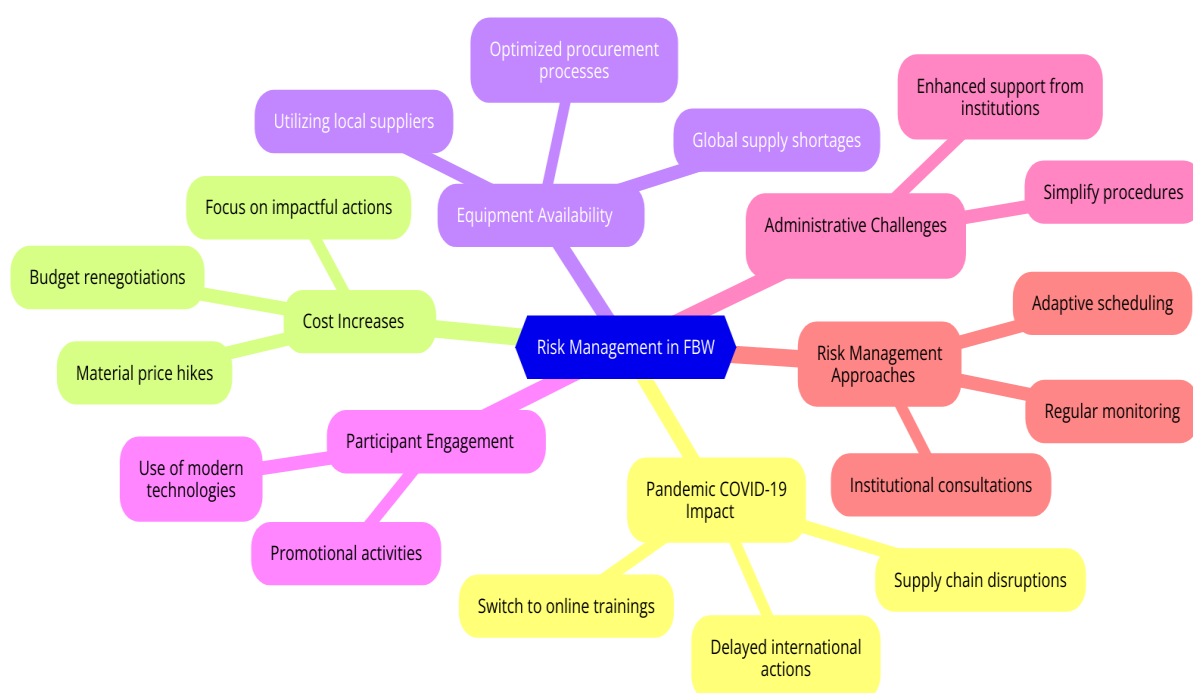 Optimized procurement
processes
Utilizing local suppliers
Global supply shortages
Equipment Availability
Enhanced support from
institutions
Simplify procedures
Administrative Challenges
Focus on impactful actions
Budget renegotiations
Material price hikes
Cost Increases
Risk Management in FBW
Adaptive scheduling
Risk Management
Approaches
Regular monitoring
Institutional consultations
Participant Engagement
Use of modern
technologies
Promotional activities
Pandemic COVID-19
Impact
Switch to online trainings
Delayed international
actions
Supply chain disruptions